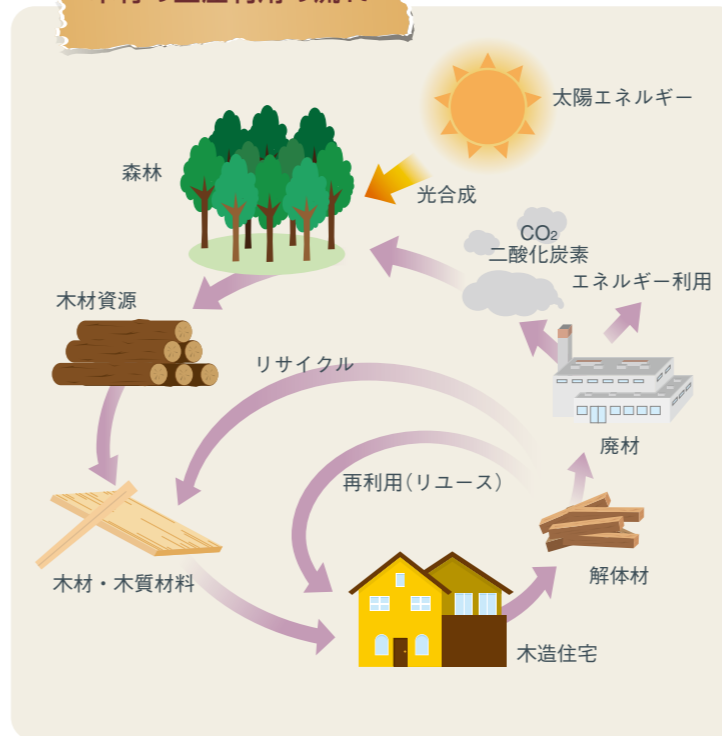 太陽エネルギー
森林
光合成
CO₂
二酸化炭素
エネルギー利用
木材資源
リサイクル
廃材
再利用（リユース）
解体材
木材・木質材料
木造住宅